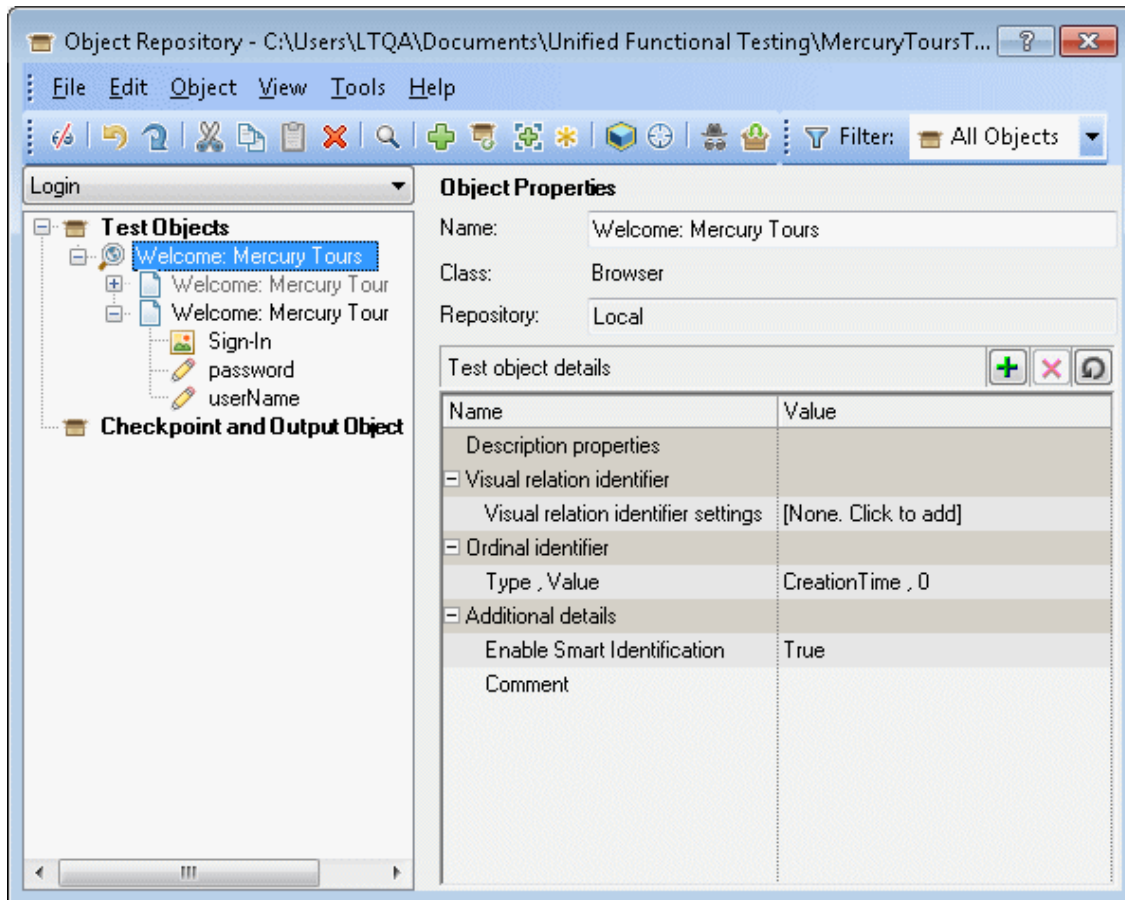 Object Repository - C:\Users\LTQA\Documents\Unified Functional Testing\MercuryToursT...
File Edit Object View Tools Help
Filter: All Objects
Login
Test Objects
Welcome: Mercury Tours
Welcome: Mercury Tour
Welcome: Mercury Tour
Sign-In
password
userName
Checkpoint and Output Object
Object Properties
Name: Welcome: Mercury Tours
Class: Browser
Repository: Local
Test object details
Name Value
Description properties
Visual relation identifier
Visual relation identifier settings [None. Click to add]
Ordinal identifier
Type , Value CreationTime , 0
Additional details
Enable Smart Identification True
Comment